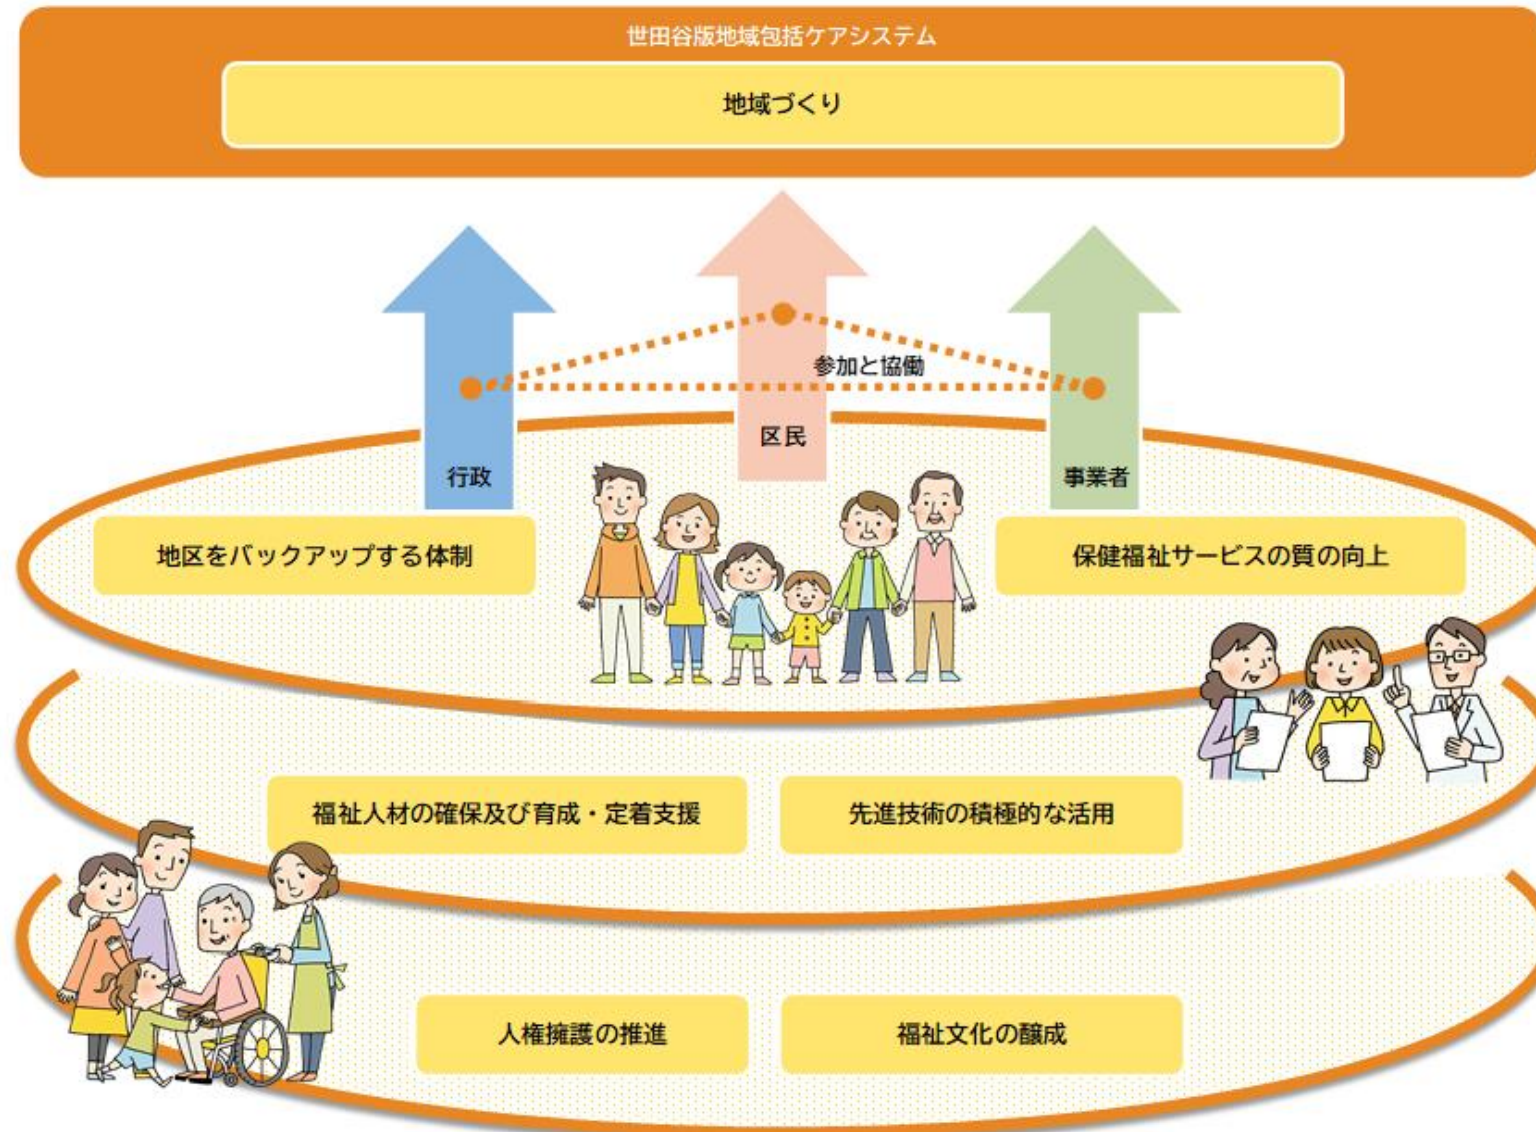 世田谷版地域包括ケアシステム
地域づくり
参加と協働
区民
行政
事業者
地区をバックアップする体制
保健福祉サービスの質の向上
福祉人材の確保及び育成・定着支援
先進技術の積極的な活用
人権擁護の推進
福祉文化の醸成